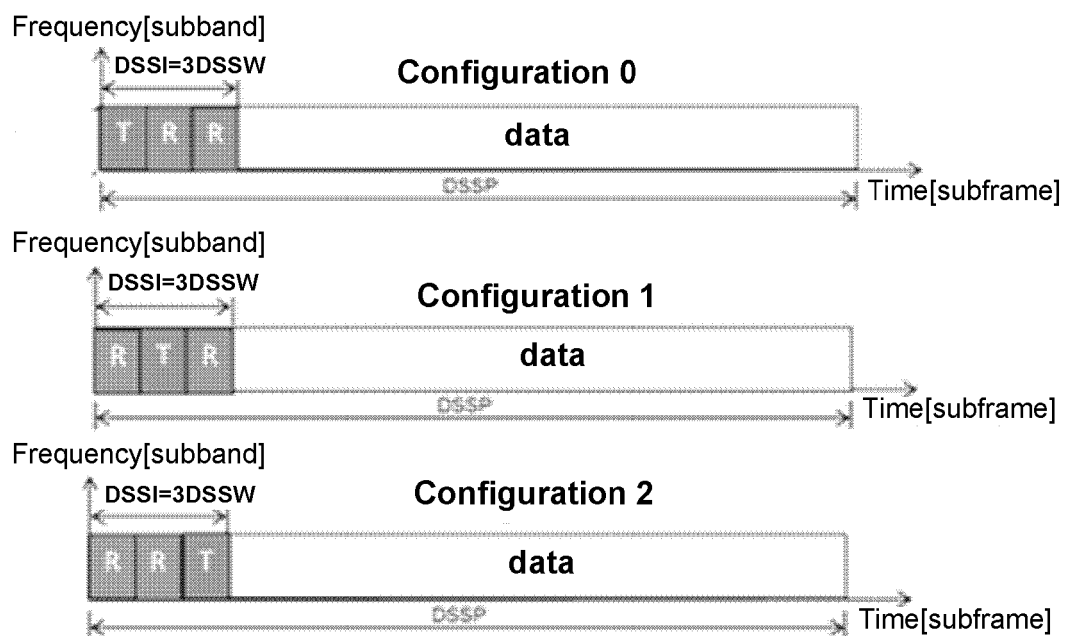 Frequency[subband]
DSSI=3DSSW
Configuration 0
T R R
data
DSSP
Time[subframe]
Frequency[subband]
DSSI=3DSSW
Configuration 1
R T R
data
DSSP
Time[subframe]
Frequency[subband]
DSSI=3DSSW
Configuration 2
R R T
data
DSSP
Time[subframe]